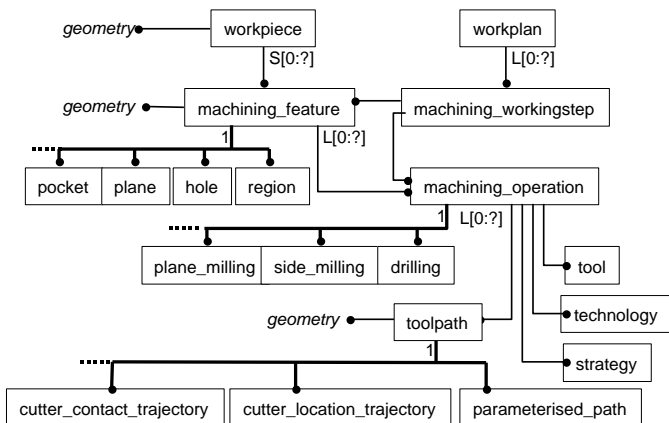 geometry
workpiece
workplan
S[0:?]
L[0:?]
geometry
machining_feature
machining_workingstep
1
L[0:?]
pocket
plane
hole
region
machining_operation
1
L[0:?]
plane_milling
side_milling
drilling
tool
geometry
toolpath
technology
1
strategy
cutter_contact_trajectory
cutter_location_trajectory
parameterised_path